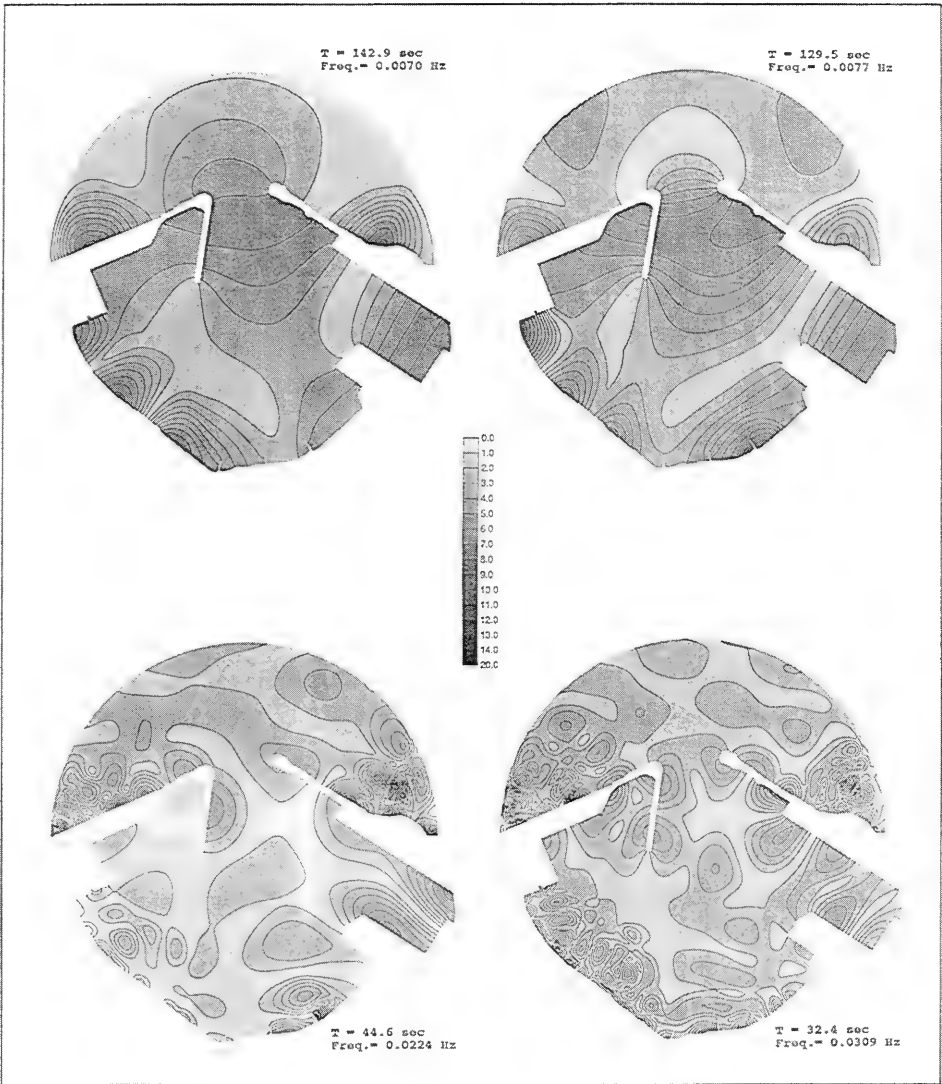 T = 142.9 sec
Freq.= 0.0070 Hz
T = 129.5 sec
Freq.= 0.0077 Hz
0.0
1.0
2.0
3.0
4.0
5.0
6.0
7.0
8.0
9.0
10.0
11.0
12.0
13.0
14.0
20.0
T = 44.6 sec
Freq.= 0.0224 Hz
T = 32.4 sec
Freq.= 0.0309 Hz